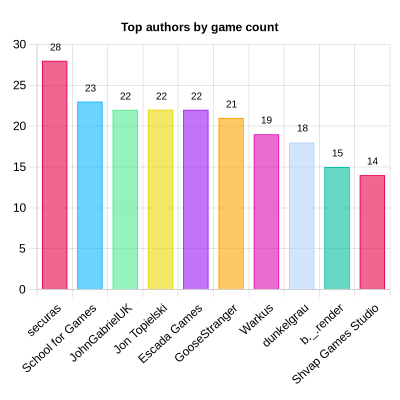 Top authors by game count
30
25
20
15
10
5
0
28
23
22
22
22
21
19
18
15
14
securas
School for Games
JohnGabrielUK
Jon Topielski
Escada Games
GooseStranger
Warkus
dunkelgrau
b._.render
Shvap Games Studio